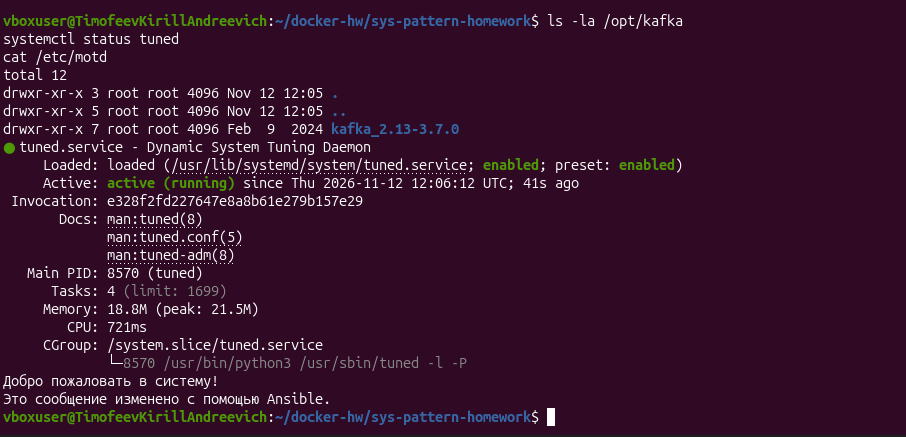 vboxuser@TimofeevKirillAndreevich:~/docker-hw/sys-pattern-homework$ ls -la /opt/kafka
systemctl status tuned
cat /etc/motd
total 12
drwxr-xr-x 3 root root 4096 Nov 12 12:05 .
drwxr-xr-x 5 root root 4096 Nov 12 12:05 ..
drwxr-xr-x 7 root root 4096 Feb  9  2024 kafka_2.13-3.7.0
● tuned.service - Dynamic System Tuning Daemon
     Loaded: loaded (/usr/lib/systemd/system/tuned.service; enabled; preset: enabled)
     Active: active (running) since Thu 2026-11-12 12:06:12 UTC; 41s ago
 Invocation: e328f2fd227647e8a8b61e279b157e29
       Docs: man:tuned(8)
             man:tuned.conf(5)
             man:tuned-adm(8)
   Main PID: 8570 (tuned)
      Tasks: 4 (limit: 1699)
     Memory: 18.8M (peak: 21.5M)
        CPU: 721ms
     CGroup: /system.slice/tuned.service
             └─8570 /usr/bin/python3 /usr/sbin/tuned -l -P
Добро пожаловать в систему!
Это сообщение изменено с помощью Ansible.
vboxuser@TimofeevKirillAndreevich:~/docker-hw/sys-pattern-homework$